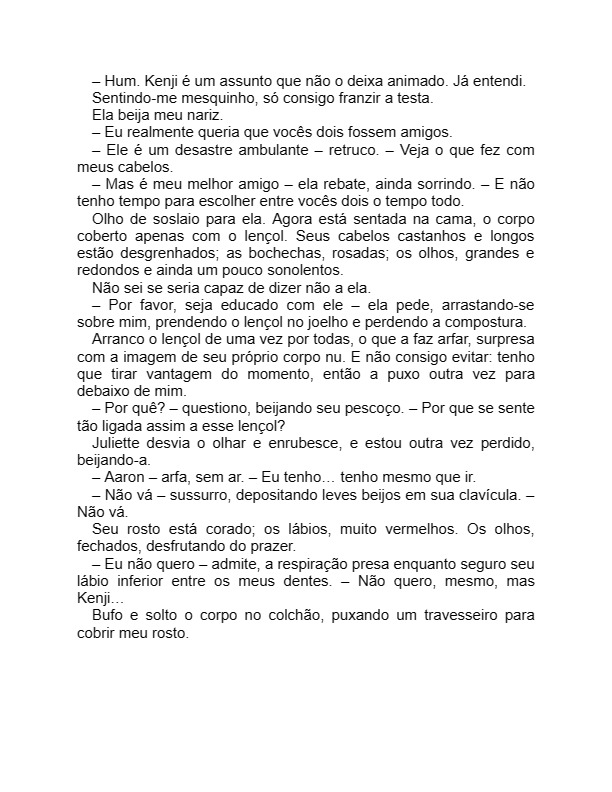 – Hum. Kenji é um assunto que não o deixa animado. Já entendi.
Sentindo-me mesquinho, só consigo franzir a testa.
Ela beija meu nariz.
– Eu realmente queria que vocês dois fossem amigos.
– Ele é um desastre ambulante – retruco. – Veja o que fez com
meus cabelos.
– Mas é meu melhor amigo – ela rebate, ainda sorrindo. – E não
tenho tempo para escolher entre vocês dois o tempo todo.
Olho de soslaio para ela. Agora está sentada na cama, o corpo
coberto apenas com o lençol. Seus cabelos castanhos e longos
estão desgrenhados; as bochechas, rosadas; os olhos, grandes e
redondos e ainda um pouco sonolentos.
Não sei se seria capaz de dizer não a ela.
– Por favor, seja educado com ele – ela pede, arrastando-se
sobre mim, prendendo o lençol no joelho e perdendo a compostura.
Arranco o lençol de uma vez por todas, o que a faz arfar, surpresa
com a imagem de seu próprio corpo nu. E não consigo evitar: tenho
que tirar vantagem do momento, então a puxo outra vez para
debaixo de mim.
– Por quê? – questiono, beijando seu pescoço. – Por que se sente
tão ligada assim a esse lençol?
Juliette desvia o olhar e enrubesce, e estou outra vez perdido,
beijando-a.
– Aaron – arfa, sem ar. – Eu tenho… tenho mesmo que ir.
– Não vá – sussurro, depositando leves beijos em sua clavícula. –
Não vá.
Seu rosto está corado; os lábios, muito vermelhos. Os olhos,
fechados, desfrutando do prazer.
– Eu não quero – admite, a respiração presa enquanto seguro seu
lábio inferior entre os meus dentes. – Não quero, mesmo, mas
Kenji…
Bufo e solto o corpo no colchão, puxando um travesseiro para
cobrir meu rosto.